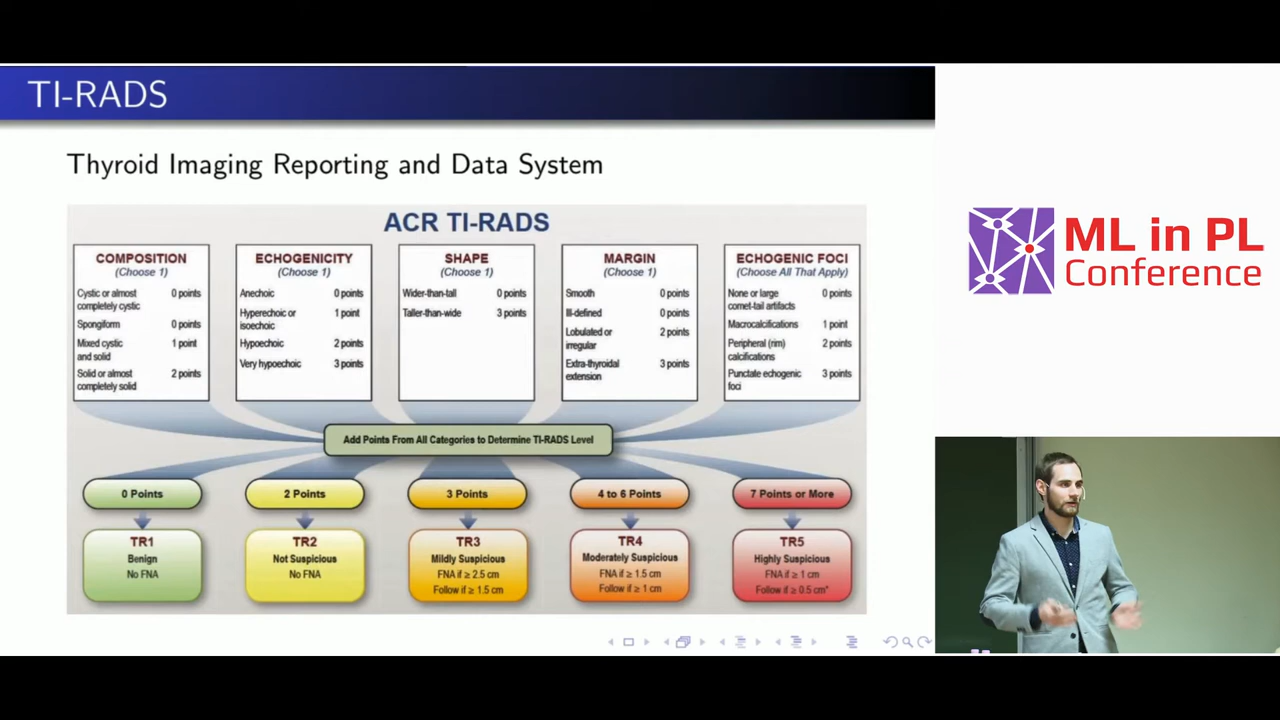 TI-RADS
Thyroid Imaging Reporting and Data System
ACR TI-RADS
COMPOSITION
(Choose 1)
Cystic or almost completely cystic 0 points
Spongiform 0 points
Mixed cystic and solid 1 point
Solid or almost completely solid 2 points
ECHOGENICITY
(Choose 1)
Anechoic 0 points
Hyperechoic or isoechoic 1 point
Hypoechoic 2 points
Very hypoechoic 3 points
SHAPE
(Choose 1)
Wider-than-tall 0 points
Taller-than-wide 3 points
MARGIN
(Choose 1)
Smooth 0 points
Ill-defined 0 points
Lobulated or irregular 2 points
Extra-thyroidal extension 3 points
ECHOGENIC FOCI
(Choose All That Apply)
None or large comet-tail artifacts 0 points
Macrocalcifications 1 point
Peripheral (rim) calcifications 2 points
Punctate echogenic foci 3 points
Add Points From All Categories to Determine TI-RADS Level
0 Points
TR1
Benign
No FNA
2 Points
TR2
Not Suspicious
No FNA
3 Points
TR3
Mildly Suspicious
FNA if ≥ 2.5 cm
Follow if ≥ 1.5 cm
4 to 6 Points
TR4
Moderately Suspicious
FNA if ≥ 1.5 cm
Follow if ≥ 1 cm
7 Points or More
TR5
Highly Suspicious
FNA if ≥ 1 cm
Follow if ≥ 0.5 cm*
ML in PL
Conference